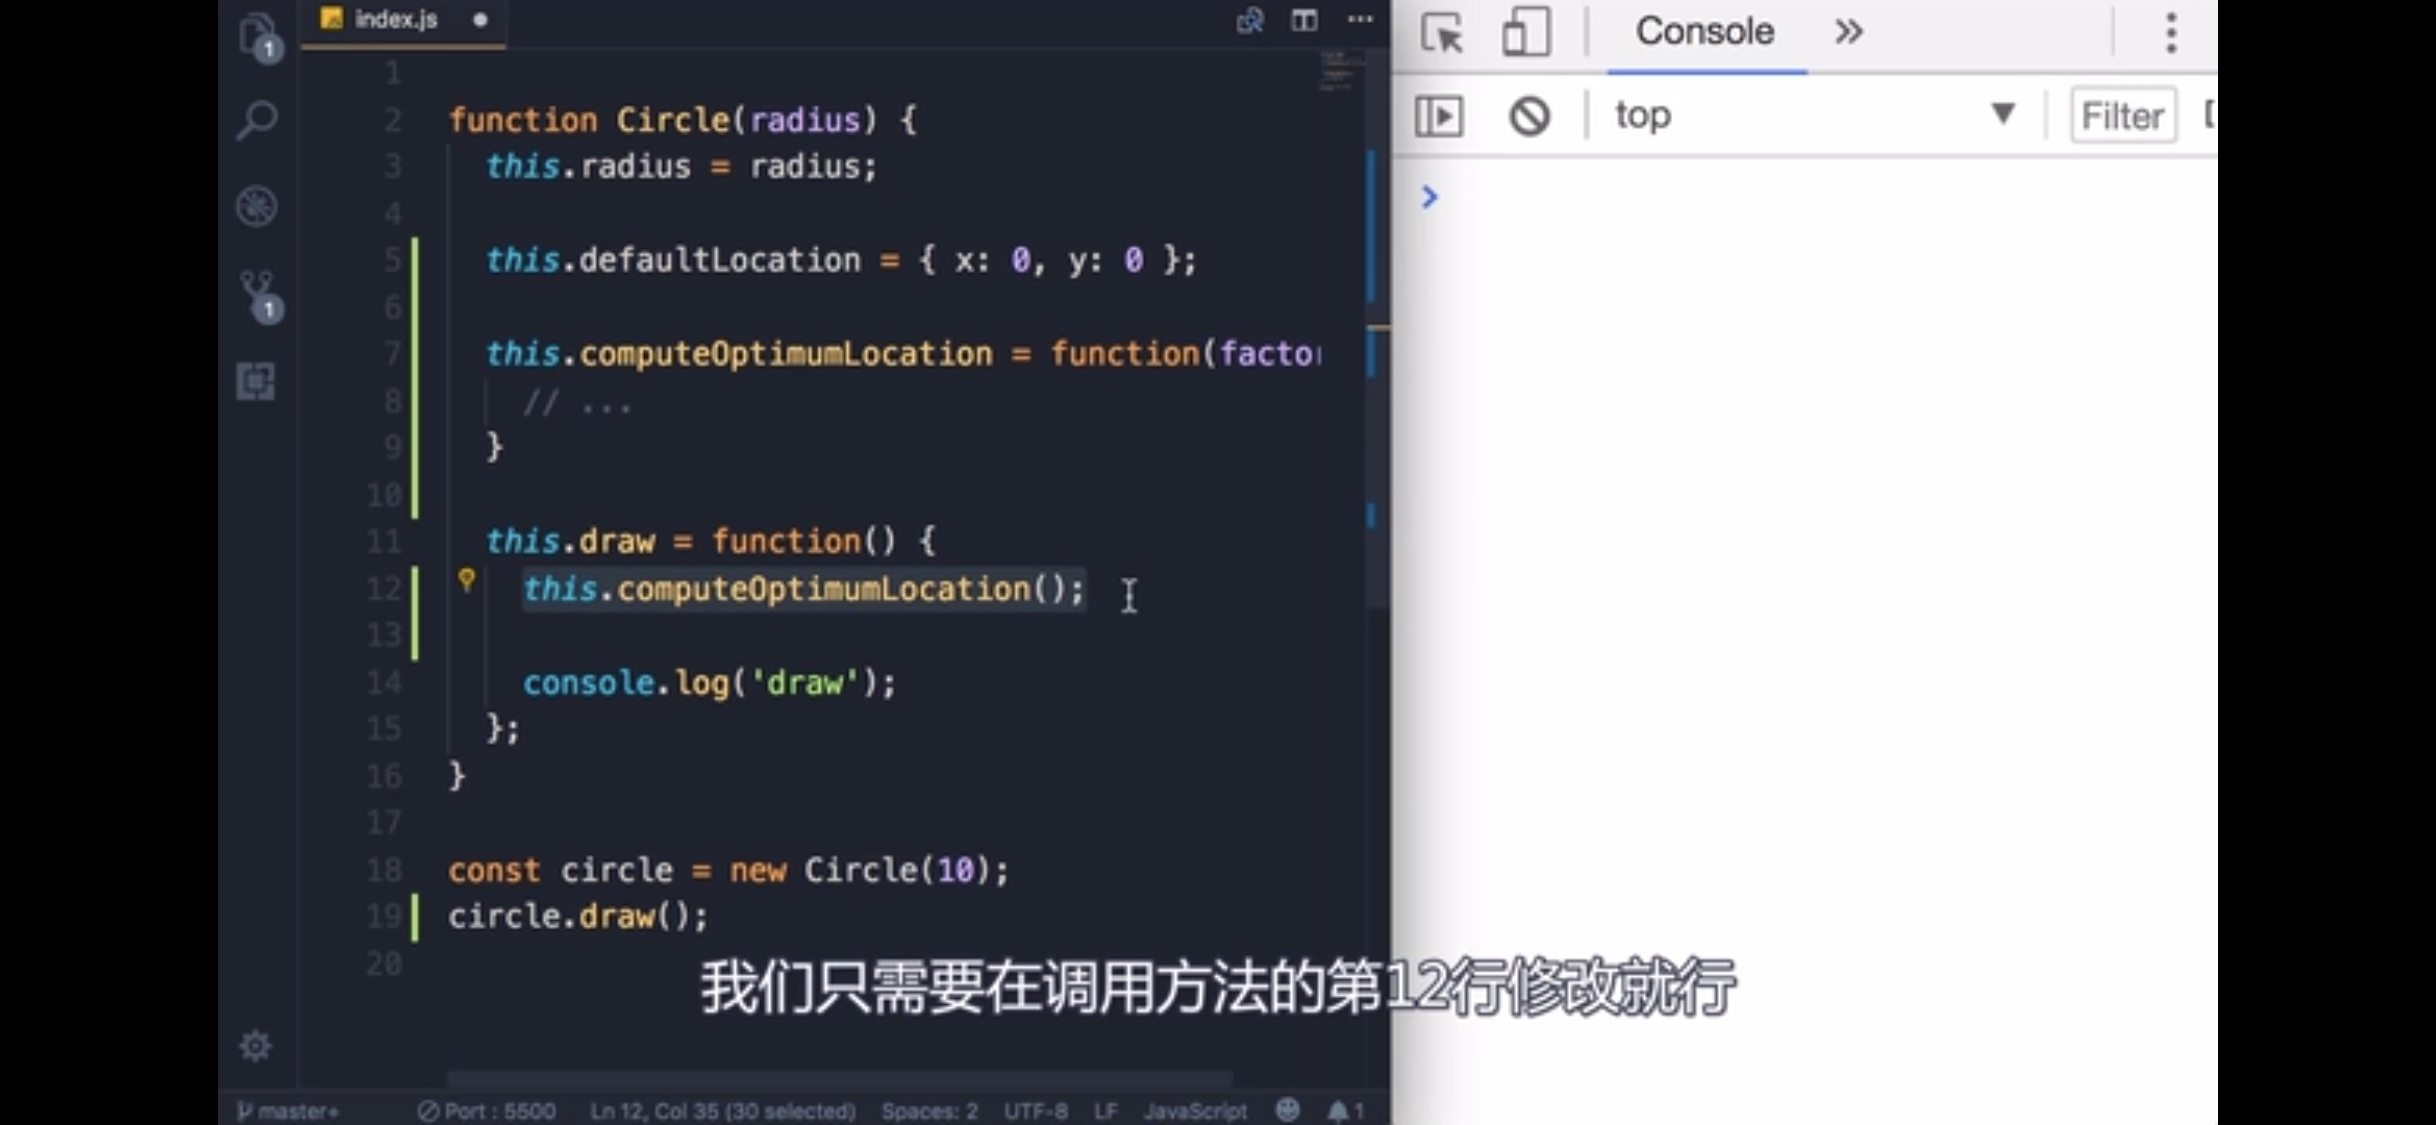 index.js
1
1
1
2 function Circle(radius) {
3 this.radius = radius;
4
5 this.defaultLocation = { x: 0, y: 0 };
6
7 this.computeOptimumLocation = function(facto
8 // ...
9 }
10
11 this.draw = function() {
12 this.computeOptimumLocation();
13
14 console.log('draw');
15 };
16 }
17
18 const circle = new Circle(10);
19 circle.draw();
20
Console
top Filter
我们只需要在调用方法的第12行修改就行
master+ Port : 5500 Ln 12, Col 35 (30 selected) Spaces: 2 UTF-8 LF JavaScript 1